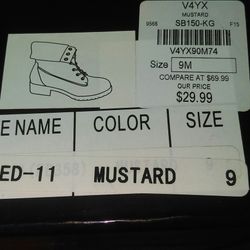 V4YX
MUSTARD
9568 SB150-KG F15
V4YX90M74
Size 9M
COMPARE AT $69.99
OUR PRICE
$29.99
E NAME COLOR SIZE
ED-11 MUSTARD 9